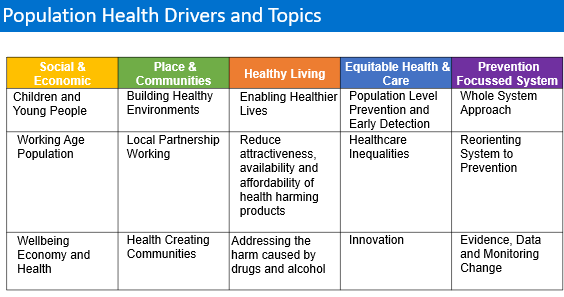 Population Health Drivers and Topics
Social &
Economic
Place &
Communities
Healthy Living
Equitable Health &
Care
Prevention
Focussed System
Children and
Young People
Building Healthy
Environments
Enabling Healthier
Lives
Population Level
Prevention and
Early Detection
Whole System
Approach
Working Age
Population
Local Partnership
Working
Reduce
attractiveness,
availability and
affordability of
health harming
products
Healthcare
Inequalities
Reorienting
System to
Prevention
Wellbeing
Economy and
Health
Health Creating
Communities
Addressing the
harm caused by
drugs and alcohol
Innovation
Evidence, Data
and Monitoring
Change